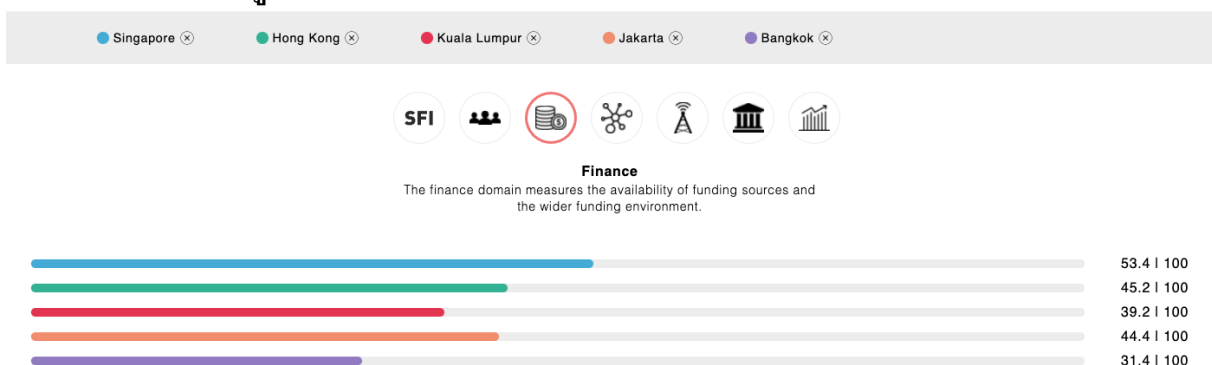 Singapore Hong Kong Kuala Lumpur Jakarta Bangkok
SFI
Finance
The finance domain measures the availability of funding sources and
the wider funding environment.
53.4 | 100
45.2 | 100
39.2 | 100
44.4 | 100
31.4 | 100